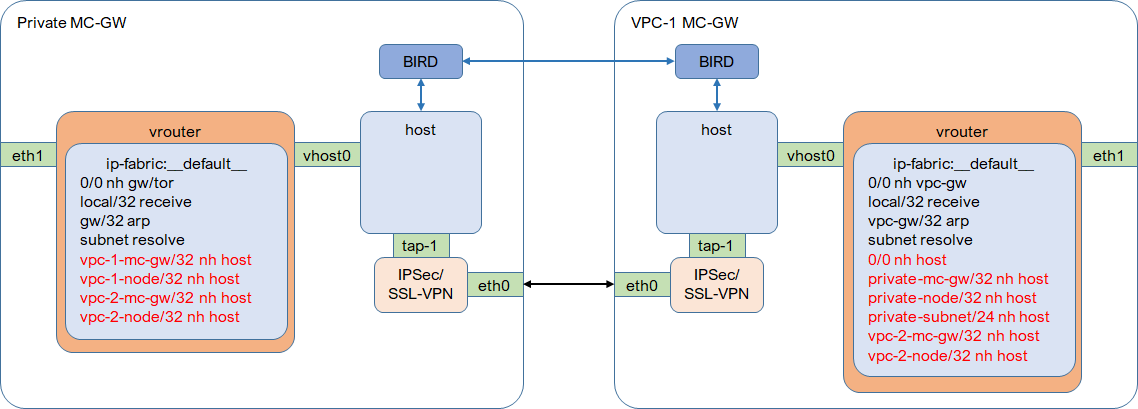 Private MC-GW
BIRD
host
vrouter
eth1
vhost0
ip-fabric:__default__
0/0 nh gw/tor
local/32 receive
gw/32 arp
subnet resolve
vpc-1-mc-gw/32 nh host
vpc-1-node/32 nh host
vpc-2-mc-gw/32 nh host
vpc-2-node/32 nh host
tap-1
IPSec/
SSL-VPN
eth0
VPC-1 MC-GW
BIRD
host
vrouter
vhost0
eth1
ip-fabric:__default__
0/0 nh vpc-gw
local/32 receive
vpc-gw/32 arp
subnet resolve
0/0 nh host
private-mc-gw/32 nh host
private-node/32 nh host
private-subnet/24 nh host
vpc-2-mc-gw/32 nh host
vpc-2-node/32 nh host
tap-1
eth0
IPSec/
SSL-VPN